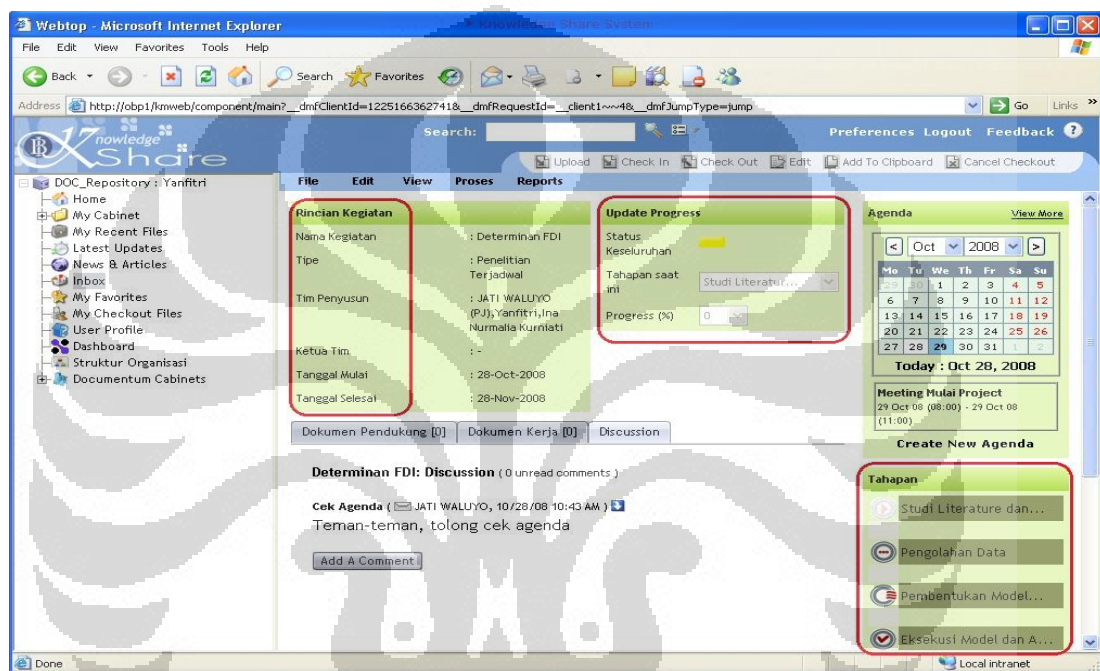 Webtop - Microsoft Internet Explorer
Knowledge Share System
File Edit View Favorites Tools Help
Back Search Favorites
Address http://obp1/kmweb/component/main?__dmfClientId=1225166362741&__dmfRequestId=__client1~~4&__dmfJumpType=jump Go Links »
Knowledge Share
Search: Preferences Logout Feedback ?
Upload Check In Check Out Edit Add To Clipboard Cancel Checkout
File Edit View Proses Reports
DOC_Repository : Yanfitri
Home
My Cabinet
My Recent Files
Latest Updates
News & Articles
Inbox
My Favorites
My Checkout Files
User Profile
Dashboard
Struktur Organisasi
Documentum Cabinets
Rincian Kegiatan
Nama Kegiatan : Determinan FDI
Tipe : Penelitian
Terjadwal
Tim Penyusun : JATI WALUYO
(PJ),Yanfitri,Ina
Nurmalia Kurniati
Ketua Tim : -
Tanggal Mulai : 28-Oct-2008
Tanggal Selesai : 28-Nov-2008
Update Progress
Status
Keseluruhan
Tahapan saat
ini Studi Literatur...
Progress (%) 0
Agenda View More
< Oct 2008 >
Mo Tu We Th Fr Sa Su
29 30 1 2 3 4 5
6 7 8 9 10 11 12
13 14 15 16 17 18 19
20 21 22 23 24 25 26
27 28 29 30 31 1 2
Today : Oct 28, 2008
Meeting Mulai Project
29 Oct 08 (08:00) - 29 Oct 08
(11:00)
Create New Agenda
Dokumen Pendukung [0] Dokumen Kerja [0] Discussion
Determinan FDI: Discussion ( 0 unread comments )
Cek Agenda ( JATI WALUYO, 10/28/08 10:43 AM )
Teman-teman, tolong cek agenda
Add A Comment
Tahapan
Studi Literature dan...
Pengolahan Data
Pembentukan Model...
Eksekusi Model dan A...
Done Local intranet